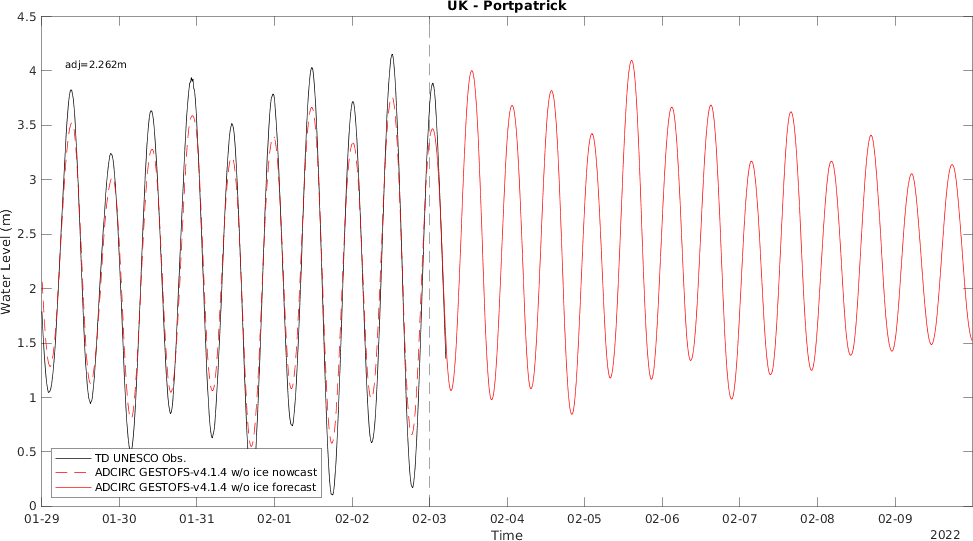 UK - Portpatrick
4.5
adj=2.262m
4
3.5
3
2.5
2
1.5
1
0.5
0
Water Level (m)
TD UNESCO Obs.
ADCIRC GESTOFS-v4.1.4 w/o ice nowcast
ADCIRC GESTOFS-v4.1.4 w/o ice forecast
01-29 01-30 01-31 02-01 02-02 02-03 02-04 02-05 02-06 02-07 02-08 02-09
Time
2022